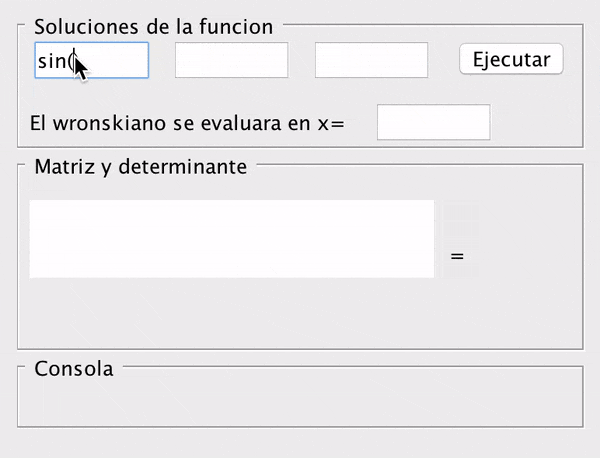 Soluciones de la funcion
sin(
Ejecutar
El wronskiano se evaluara en x=
Matriz y determinante
=
Consola